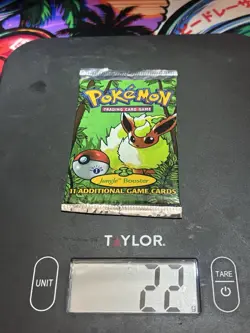 POKéMON
TRADING CARD GAME
Jungle Booster
11 ADDITIONAL GAME CARDS
TAYLOR.
UNIT
22
g
TARE